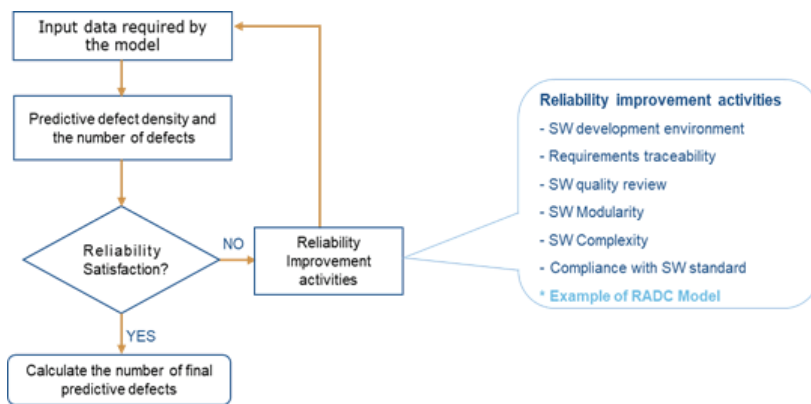 Input data required by
the model
Predictive defect density and
the number of defects
Reliability
Satisfaction?
NO
Reliability
Improvement
activities
YES
Calculate the number of final
predictive defects
Reliability improvement activities
- SW development environment
- Requirements traceability
- SW quality review
- SW Modularity
- SW Complexity
- Compliance with SW standard
* Example of RADC Model